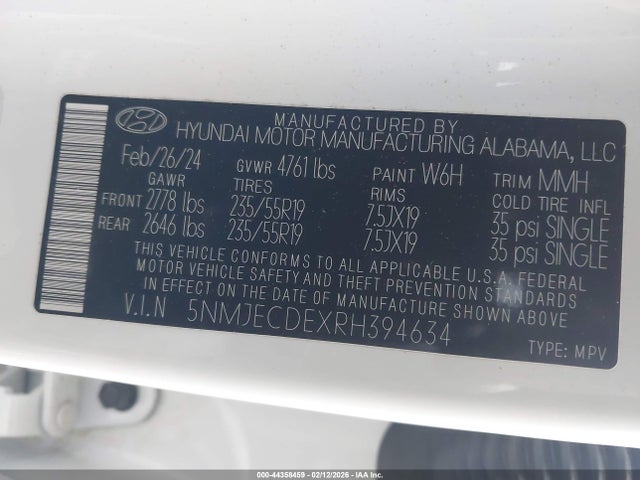 MANUFACTURED BY
HYUNDAI MOTOR MANUFACTURING ALABAMA, LLC
Feb/26/24 GVWR 4761 lbs PAINT W6H TRIM MMH
GAWR TIRES RIMS COLD TIRE INFL
FRONT 2778 lbs 235/55R19 7.5JX19 35 psi SINGLE
REAR 2646 lbs 235/55R19 7.5JX19 35 psi SINGLE
THIS VEHICLE CONFORMS TO ALL APPLICABLE U.S.A. FEDERAL
MOTOR VEHICLE SAFETY AND THEFT PREVENTION STANDARDS
IN EFFECT ON THE DATE OF MANUFACTURE SHOWN ABOVE
V.I.N 5NMJECDEXRH394634
TYPE: MPV
000-44358459 - 02/12/2026 - IAA Inc.